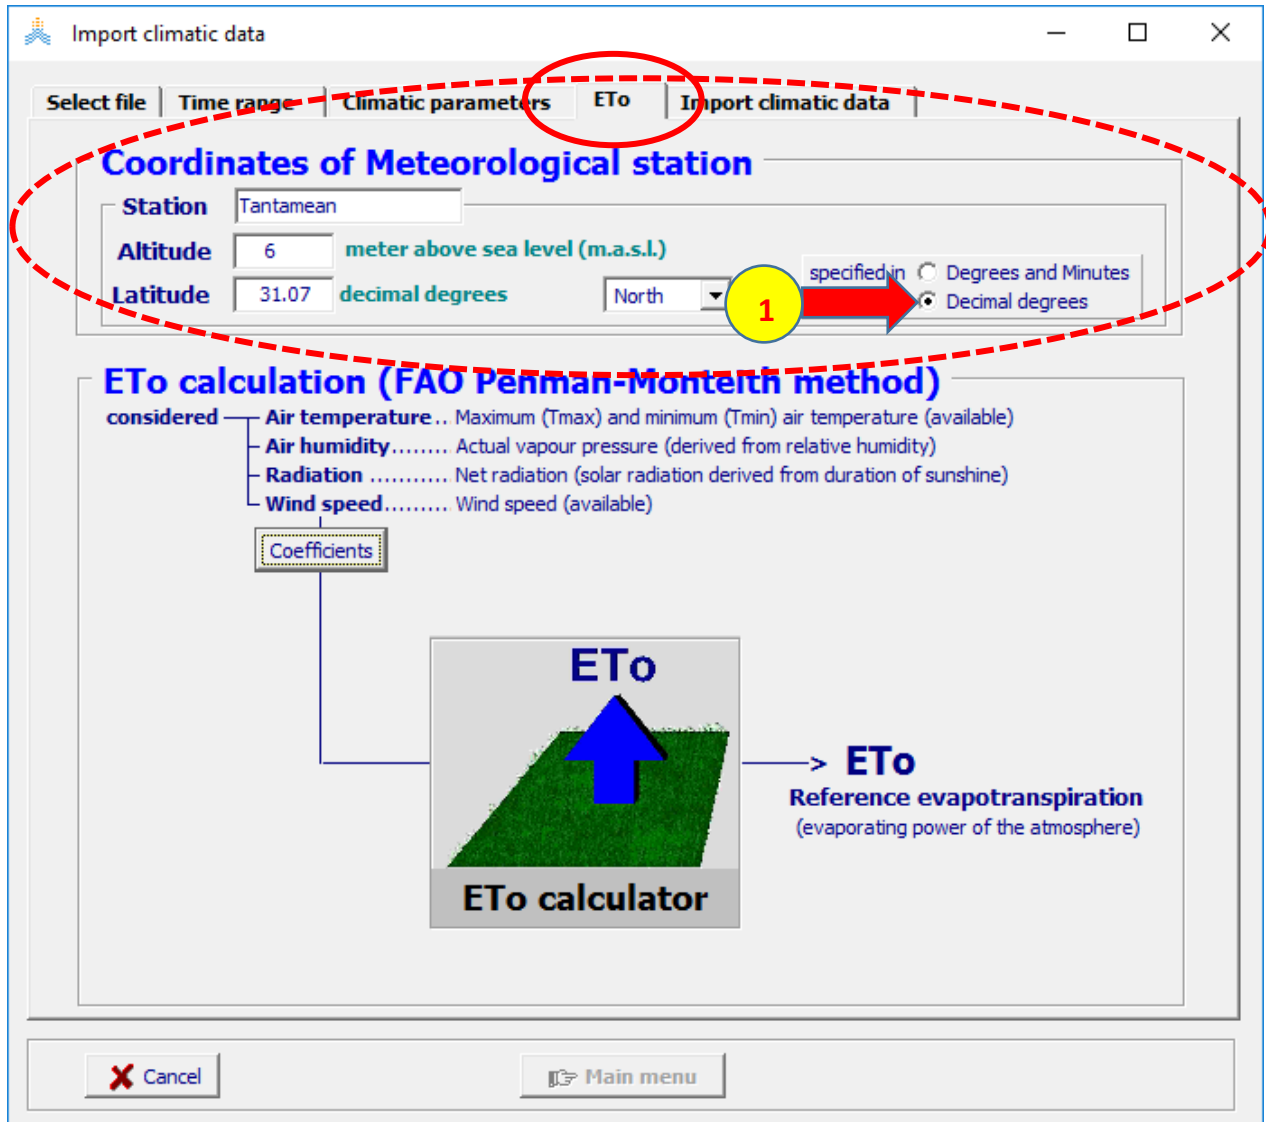 Import climatic data
Select file Time range Climatic parameters ETo Import climatic data
Coordinates of Meteorological station
Station Tantamean
Altitude 6 meter above sea level (m.a.s.l.)
specified in Degrees and Minutes
Latitude 31.07 decimal degrees North 1 Decimal degrees
ETo calculation (FAO Penman-Monteith method)
considered Air temperature .. Maximum (Tmax) and minimum (Tmin) air temperature (available)
Air humidity ........ Actual vapour pressure (derived from relative humidity)
Radiation ........... Net radiation (solar radiation derived from duration of sunshine)
Wind speed ......... Wind speed (available)
Coefficients
ETo
> ETo
Reference evapotranspiration
(evaporating power of the atmosphere)
ETo calculator
Cancel Main menu